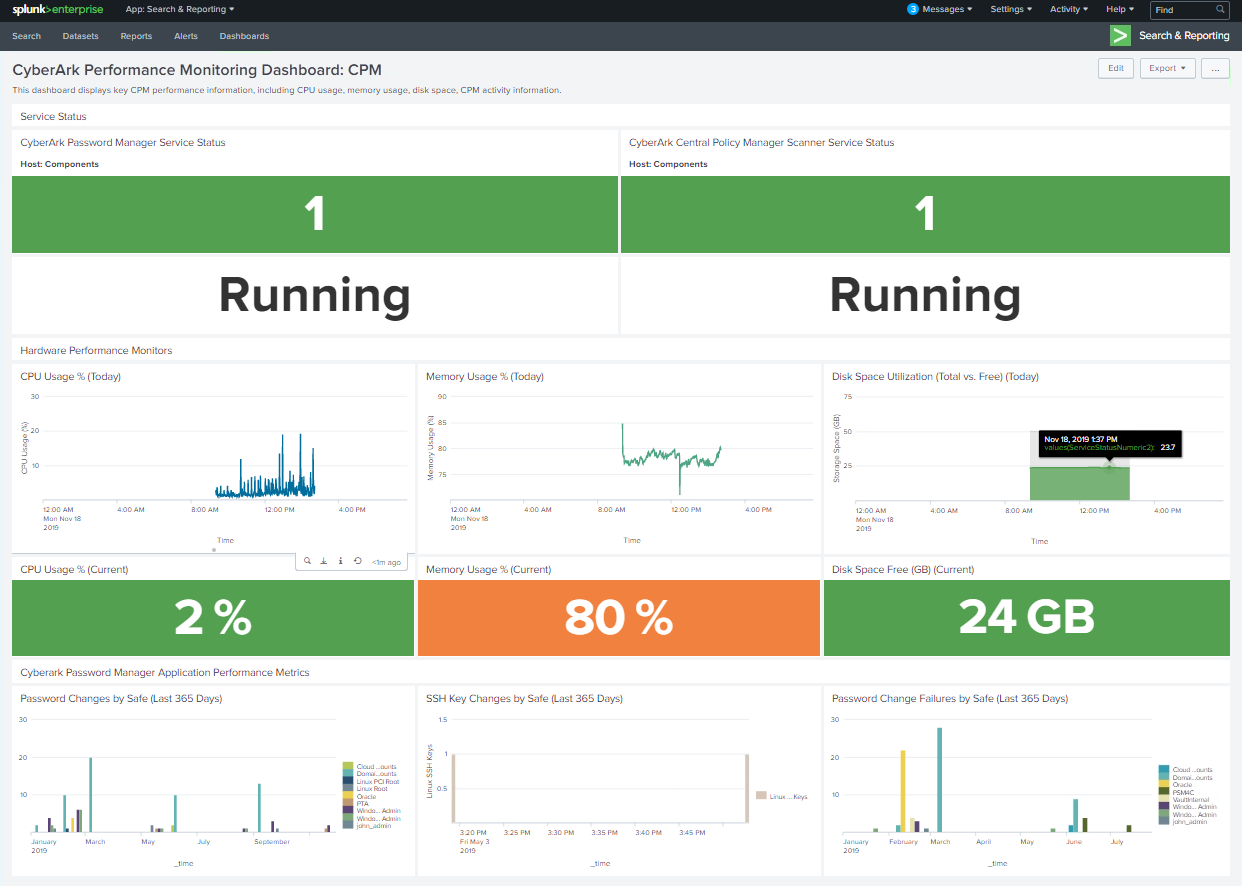 splunk>enterprise App: Search & Reporting ▾ 3 Messages ▾ Settings ▾ Activity ▾ Help ▾ Find
Search Datasets Reports Alerts Dashboards Search & Reporting
CyberArk Performance Monitoring Dashboard: CPM Edit Export ▾ ...
This dashboard displays key CPM performance information, including CPU usage, memory usage, disk space, CPM activity information.
Service Status
CyberArk Password Manager Service Status
Host: Components
1
Running
CyberArk Central Policy Manager Scanner Service Status
Host: Components
1
Running
Hardware Performance Monitors
CPU Usage % (Today)
30
20
10
CPU Usage (%)
12:00 AM 4:00 AM 8:00 AM 12:00 PM 4:00 PM
Mon Nov 18
2019
Time
<1m ago
Memory Usage % (Today)
90
85
80
75
Memory Usage (%)
12:00 AM 4:00 AM 8:00 AM 12:00 PM 4:00 PM
Mon Nov 18
2019
Time
Disk Space Utilization (Total vs. Free) (Today)
75
50
25
Storage Space (GB)
Nov 18, 2019 1:37 PM
values(ServiceStatusNumeric2): 23.7
12:00 AM 4:00 AM 8:00 AM 12:00 PM 4:00 PM
Mon Nov 18
2019
Time
CPU Usage % (Current)
2 %
Memory Usage % (Current)
80 %
Disk Space Free (GB) (Current)
24 GB
Cyberark Password Manager Application Performance Metrics
Password Changes by Safe (Last 365 Days)
30
20
10
January March May July September
2019
_time
Cloud ...ounts
Domai...ounts
Linux PCI Root
Linux Root
Oracle
PTA
Windo... Admin
Windo... Admin
john_admin
SSH Key Changes by Safe (Last 365 Days)
1.5
1
0.5
Linux SSH Keys
3:20 PM 3:25 PM 3:30 PM 3:35 PM 3:40 PM 3:45 PM
Fri May 3
2019
_time
Linux ... Keys
Password Change Failures by Safe (Last 365 Days)
30
20
10
January February March April May June July
2019
_time
Cloud ...ounts
Domai...ounts
Oracle
PSM4C
VaultInternal
Windo... Admin
Windo... Admin
john_admin